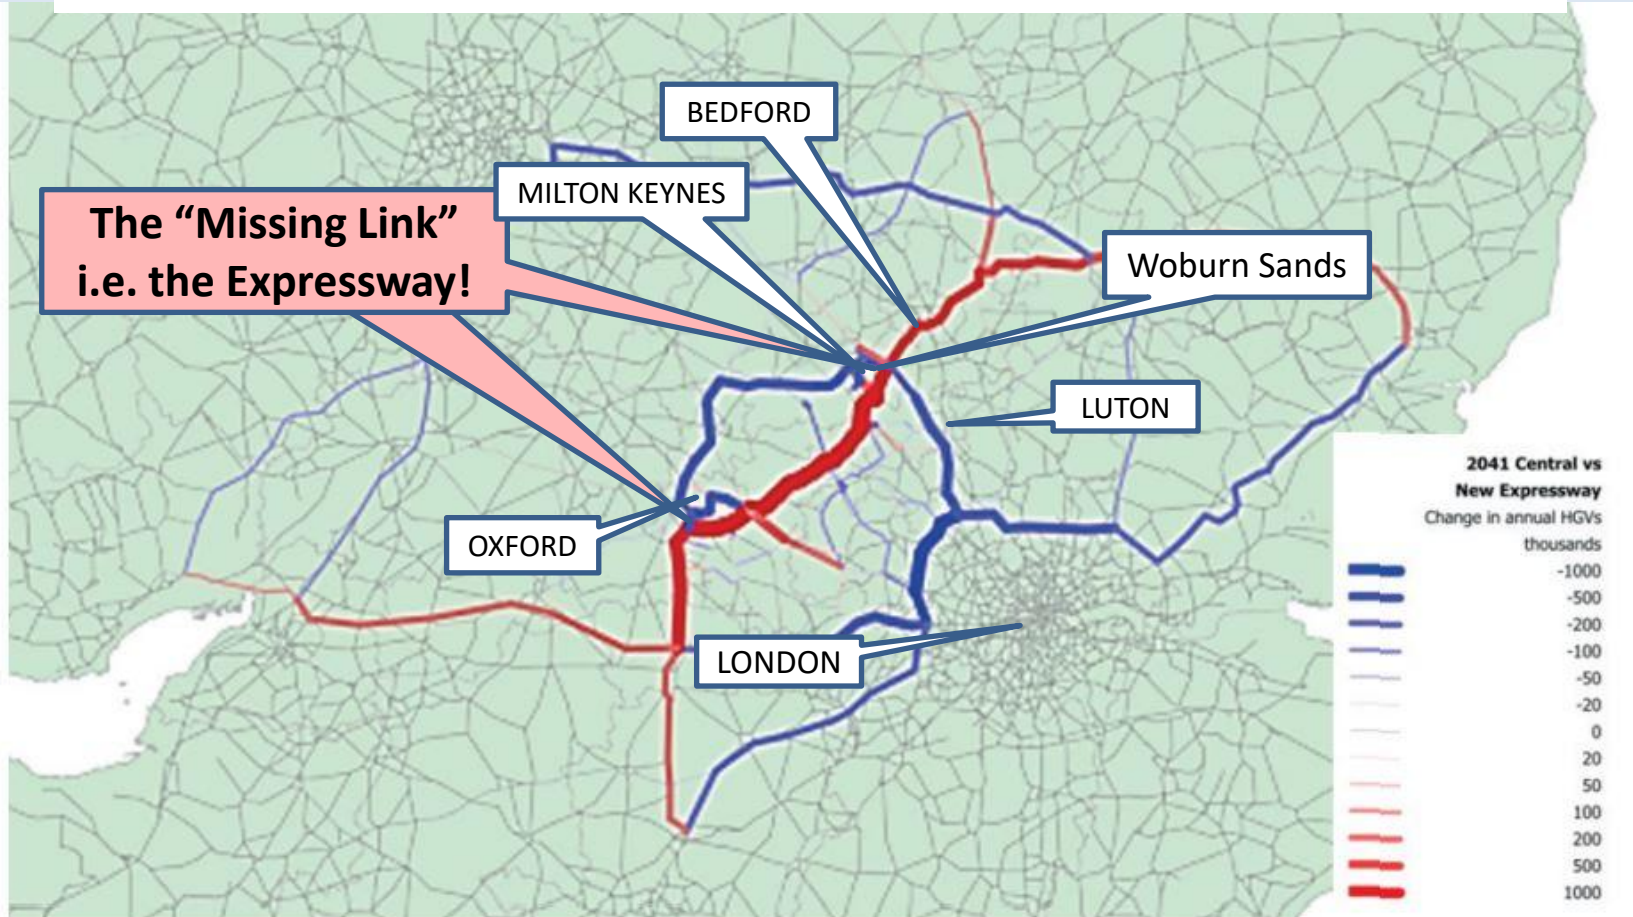 BEDFORD
MILTON KEYNES
The “Missing Link”
i.e. the Expressway!
Woburn Sands
LUTON
OXFORD
LONDON
2041 Central vs
New Expressway
Change in annual HGVs
thousands
-1000
-500
-200
-100
-50
-20
0
20
50
100
200
500
1000